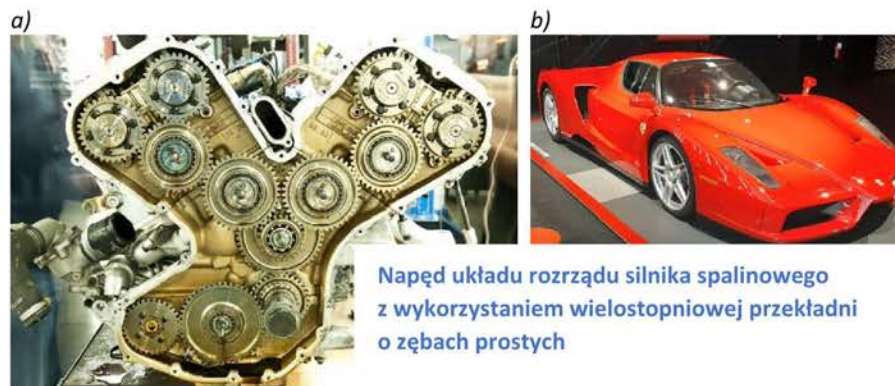 a)
b)
Napęd układu rozrządu silnika spalinowego
z wykorzystaniem wielostopniowej przekładni
o zębach prostych